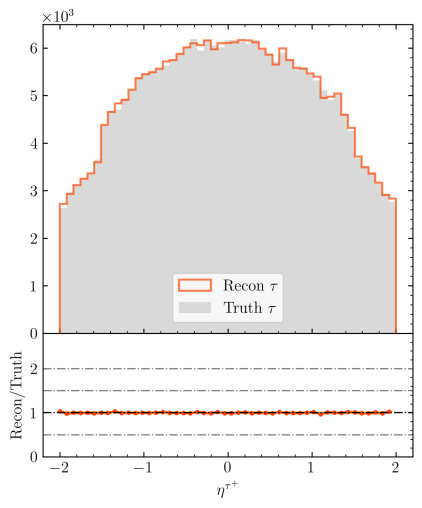 ×10³
6
5
4
3
2
1
0
Recon τ
Truth τ
Recon/Truth
2
1
0
−2 −1 0 1 2
η^{τ⁺}